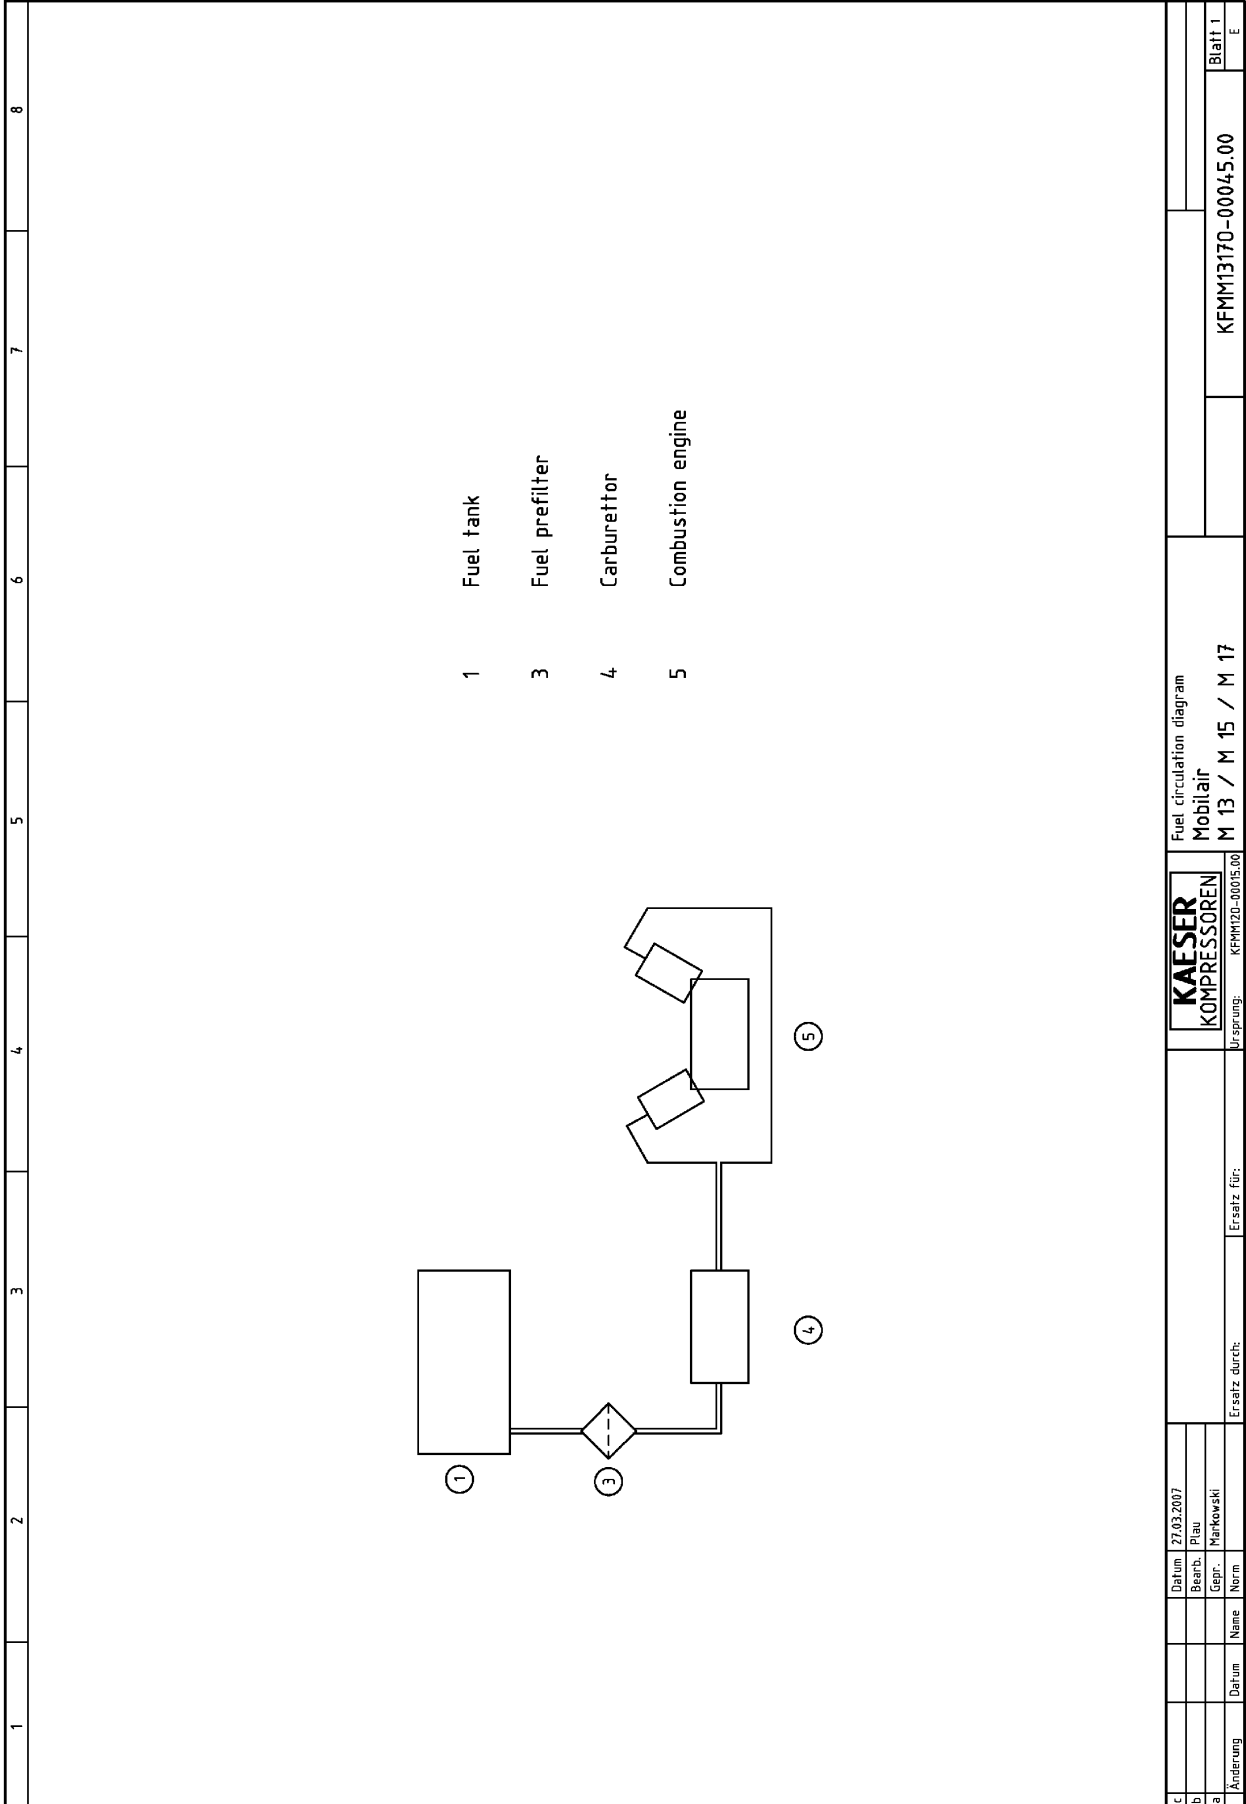 1 2 3 4 5 6 7 8
1 Fuel tank
3 Fuel prefilter
4 Carburettor
5 Combustion engine
1
3
4
5
c
b
a
Änderung Datum Name Norm
Datum 27.03.2007
Bearb. Plau
Gepr. Markowski
Ersatz durch:
Ersatz für:
KAESER
KOMPRESSOREN
Ursprung: KFMM12O-00015.00
Fuel circulation diagram
Mobilair
M 13 / M 15 / M 17
KFMM1317O-00045.00
Blatt 1
E